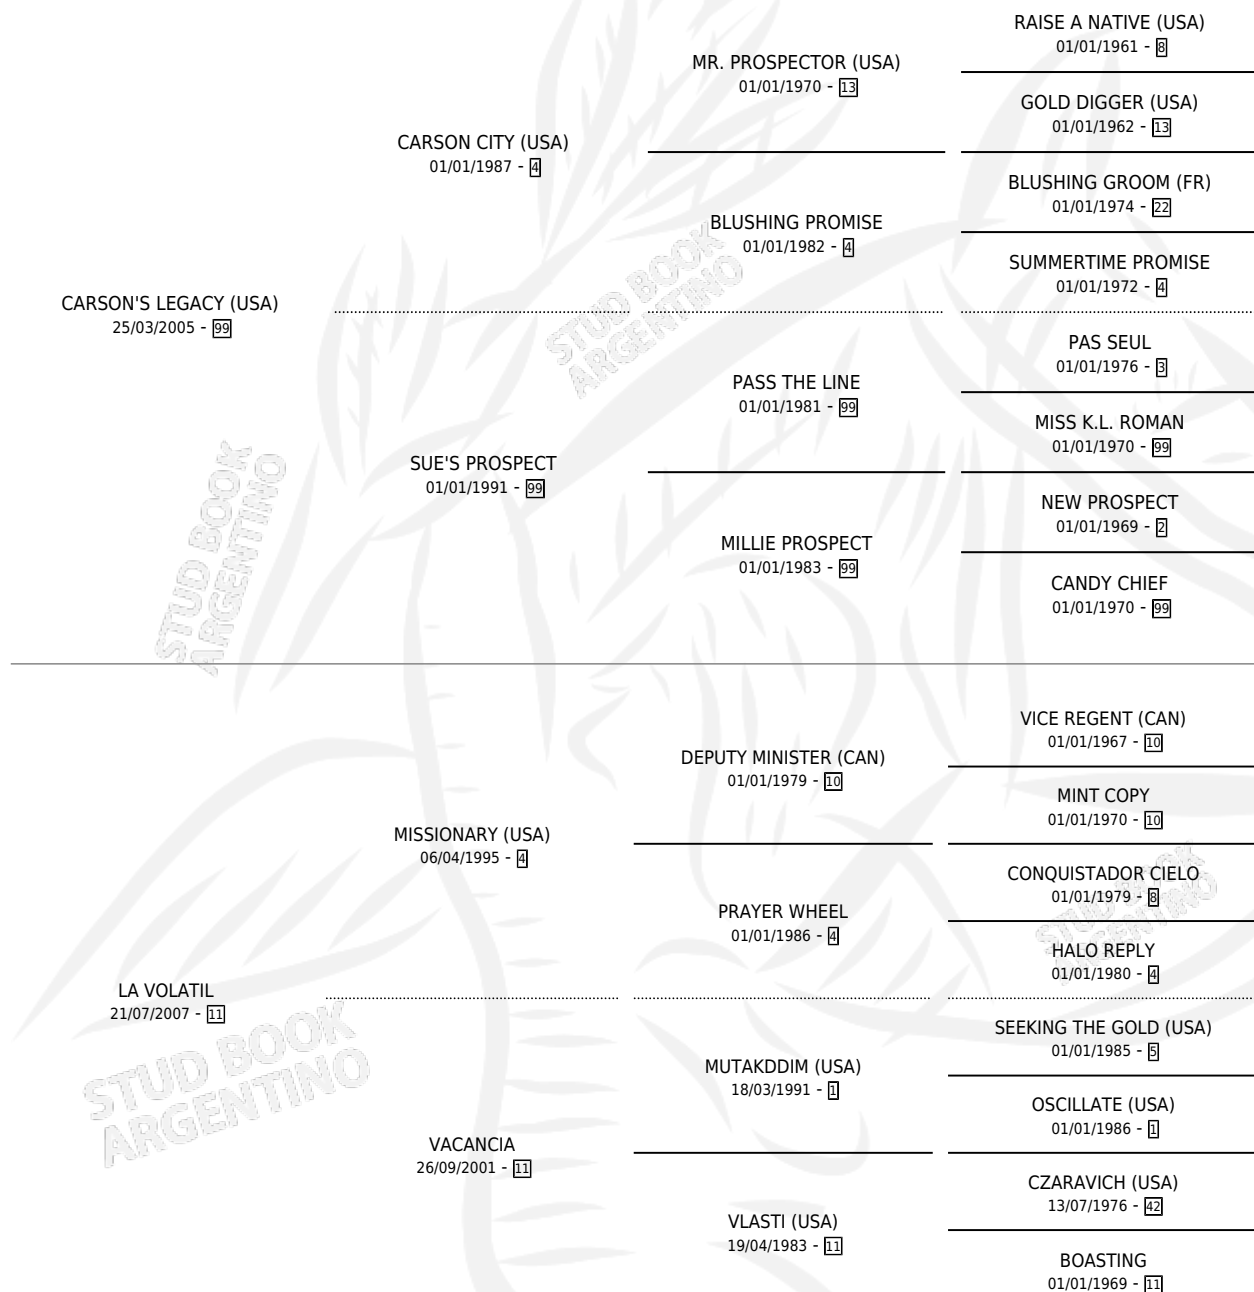 RAISE A NATIVE (USA)
01/01/1961 - 8
MR. PROSPECTOR (USA)
01/01/1970 - 13
GOLD DIGGER (USA)
01/01/1962 - 13
CARSON CITY (USA)
01/01/1987 - 4
BLUSHING GROOM (FR)
01/01/1974 - 22
BLUSHING PROMISE
01/01/1982 - 4
SUMMERTIME PROMISE
01/01/1972 - 4
CARSON'S LEGACY (USA)
25/03/2005 - 99
PAS SEUL
01/01/1976 - 3
PASS THE LINE
01/01/1981 - 99
MISS K.L. ROMAN
01/01/1970 - 99
SUE'S PROSPECT
01/01/1991 - 99
NEW PROSPECT
01/01/1969 - 2
MILLIE PROSPECT
01/01/1983 - 99
CANDY CHIEF
01/01/1970 - 99
VICE REGENT (CAN)
01/01/1967 - 10
DEPUTY MINISTER (CAN)
01/01/1979 - 10
MINT COPY
01/01/1970 - 10
MISSIONARY (USA)
06/04/1995 - 4
CONQUISTADOR CIELO
01/01/1979 - 8
PRAYER WHEEL
01/01/1986 - 4
HALO REPLY
01/01/1980 - 4
LA VOLATIL
21/07/2007 - 11
SEEKING THE GOLD (USA)
01/01/1985 - 5
MUTAKDDIM (USA)
18/03/1991 - 1
OSCILLATE (USA)
01/01/1986 - 1
VACANCIA
26/09/2001 - 11
CZARAVICH (USA)
13/07/1976 - 42
VLASTI (USA)
19/04/1983 - 11
BOASTING
01/01/1969 - 11
STUD BOOK
ARGENTINO
STUD BOOK
ARGENTINO
STUD BOOK
ARGENTINO
STUD BOOK
ARGENTINO